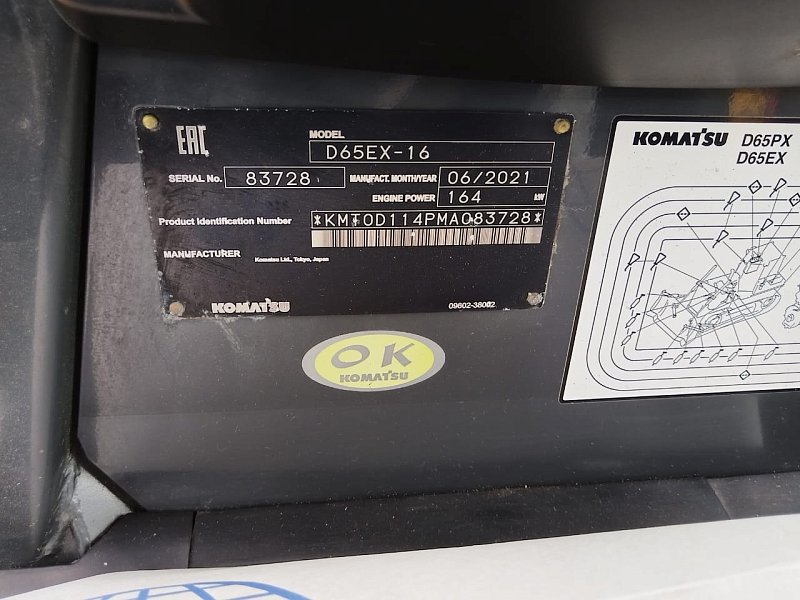 EAC
MODEL
D65EX-16
SERIAL No. 83728 MANUFACT. MONTH/YEAR 06/2021
ENGINE POWER 164 kW
Product Identification Number *KMT0D114PMA083728*
MANUFACTURER Komatsu Ltd., Tokyo, Japan
KOMATSU 09602-38002
OK
KOMATSU
KOMATSU D65PX
D65EX